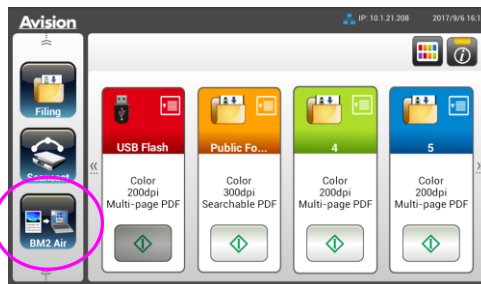 Avision
IP: 10.1.21.208
2017/9/6 16:1
Filing
Scancast
BM2 Air
USB Flash
Color
200dpi
Multi-page PDF
Public Fo...
Color
300dpi
Searchable PDF
4
Color
200dpi
Multi-page PDF
5
Color
200dpi
Multi-page PDF